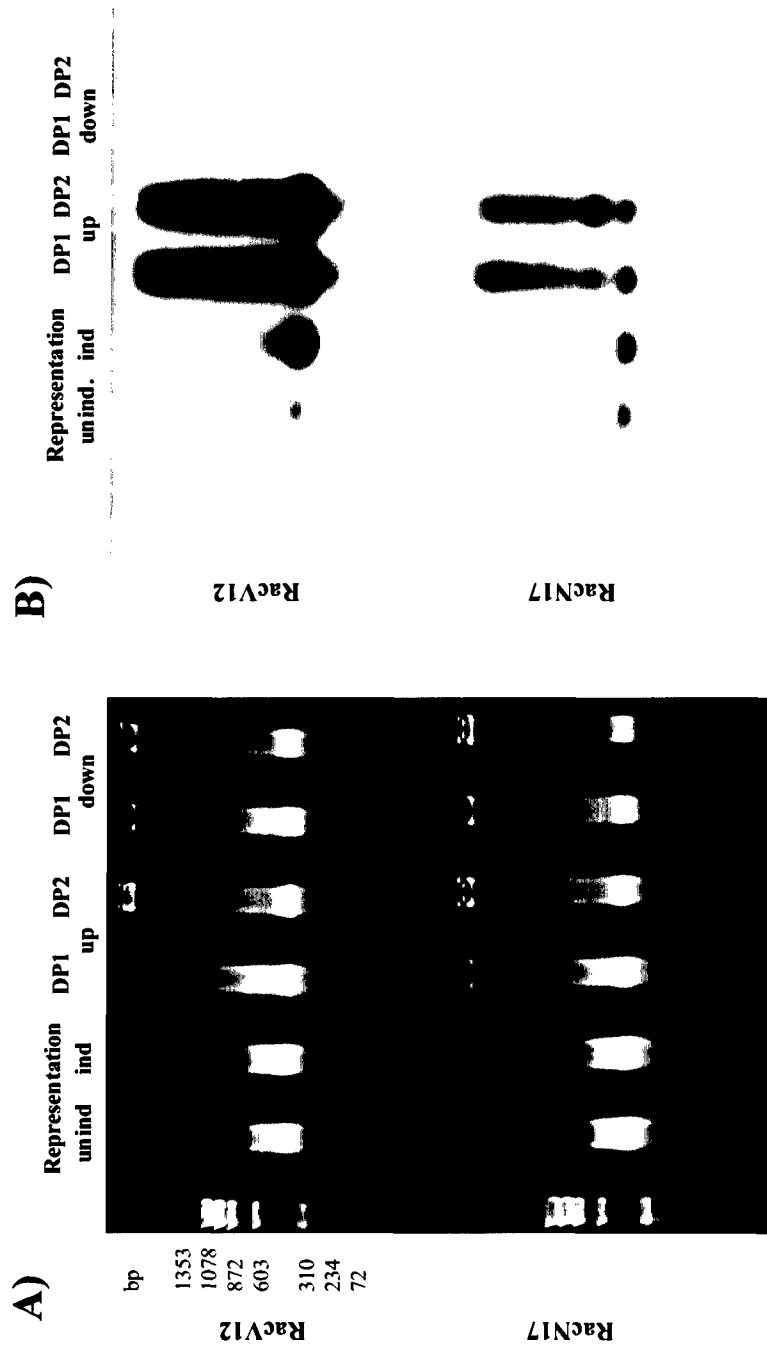 A)
Representation DP1 DP2 DP1 DP2
unind ind up down
bp
1353
1078
872
603
310
234
72
RacV12
RacN17
B)
Representation DP1 DP2 DP1 DP2
unind. ind up down
RacV12
RacN17